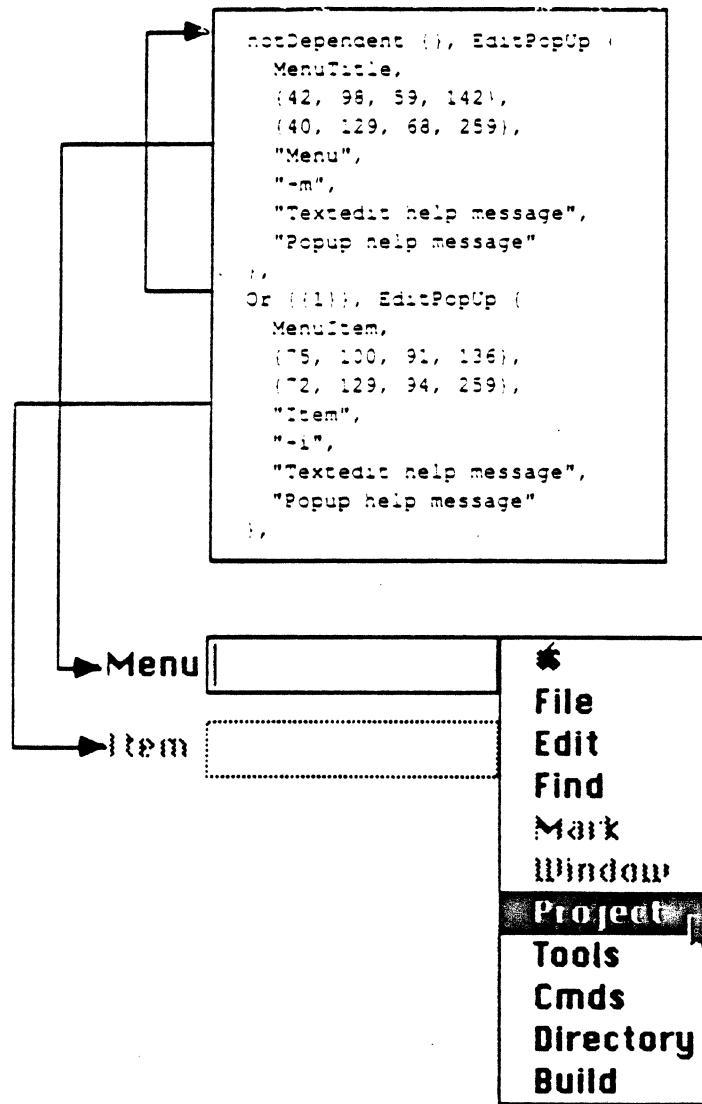 notDependent {}, EditPopUp {
MenuTitle,
{42, 98, 59, 142},
{40, 129, 68, 259},
"Menu",
"-m",
"Textedit help message",
"Popup help message"
},
Or {{1}}, EditPopUp {
MenuItem,
{75, 100, 91, 136},
{72, 129, 94, 259},
"Item",
"-i",
"Textedit help message",
"Popup help message"
},
Menu
Item
File
Edit
Find
Mark
Window
Project
Tools
Cmds
Directory
Build